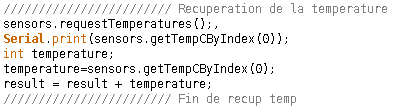 //////////////////////// Recuperation de la temperature
sensors.requestTemperatures();,
Serial.print(sensors.getTempCByIndex(0));
int temperature;
temperature=sensors.getTempCByIndex(0);
result = result + temperature;
//////////////////////// Fin de recup temp